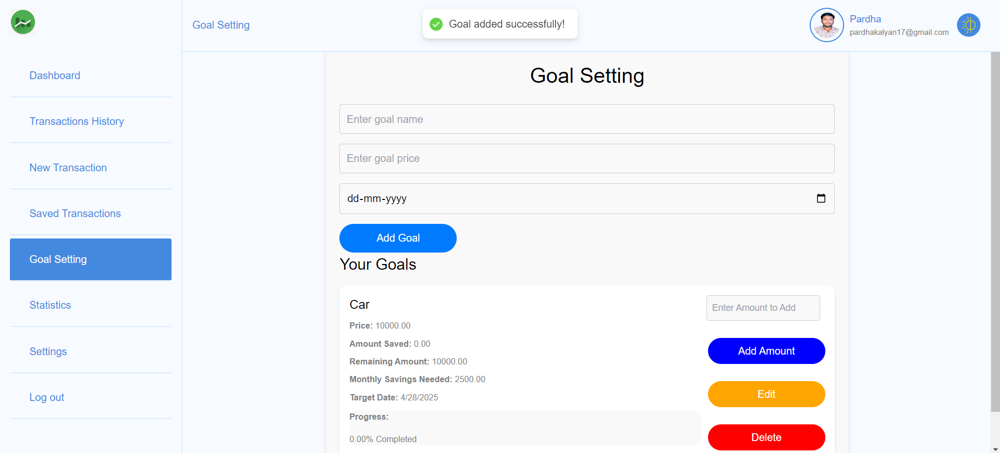 Goal Setting
Goal added successfully!
Pardha
pardhakalyan17@gmail.com
Dashboard
Transactions History
New Transaction
Saved Transactions
Goal Setting
Statistics
Settings
Log out
Goal Setting
Enter goal name
Enter goal price
dd-mm-yyyy
Add Goal
Your Goals
Car
Price: 10000.00
Amount Saved: 0.00
Remaining Amount: 10000.00
Monthly Savings Needed: 2500.00
Target Date: 4/28/2025
Progress:
0.00% Completed
Enter Amount to Add
Add Amount
Edit
Delete